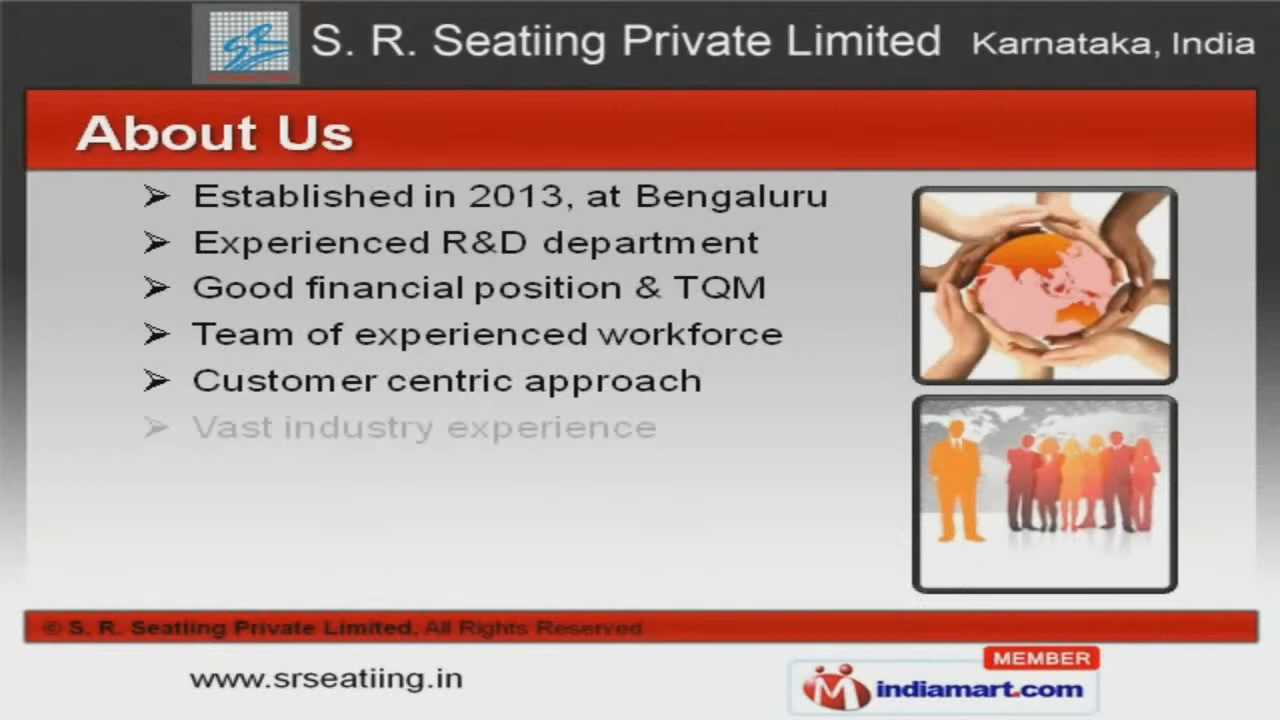 SR
S. R. Seatiing Private Limited Karnataka, India
About Us
Established in 2013, at Bengaluru
Experienced R&D department
Good financial position & TQM
Team of experienced workforce
Customer centric approach
Vast industry experience
© S. R. Seatiing Private Limited. All Rights Reserved
www.srseatiing.in
MEMBER
indiamart.com